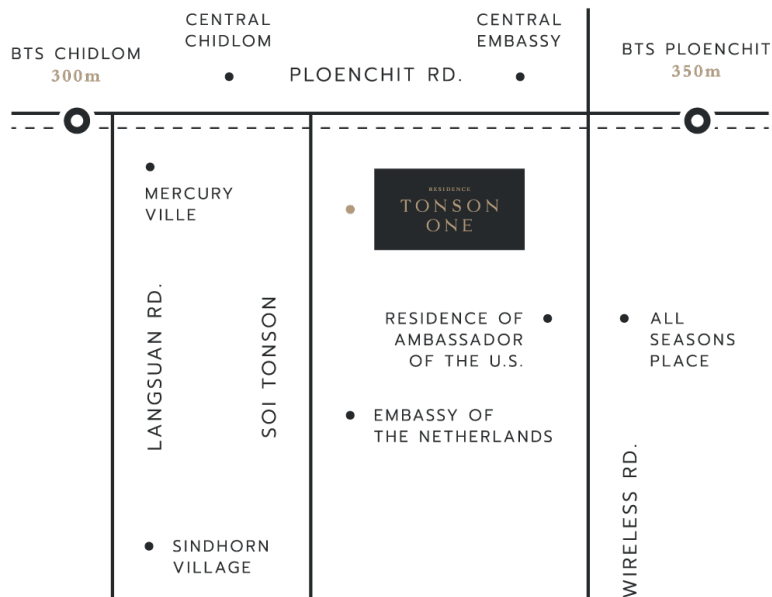 CENTRAL
CHIDLOM
CENTRAL
EMBASSY
BTS CHIDLOM
300m
PLOENCHIT RD.
BTS PLOENCHIT
350m
MERCURY
VILLE
RESIDENCE
TONSON
ONE
LANGSUAN RD.
SOI TONSON
RESIDENCE OF
AMBASSADOR
OF THE U.S.
ALL
SEASONS
PLACE
EMBASSY OF
THE NETHERLANDS
WIRELESS RD.
SINDHORN
VILLAGE